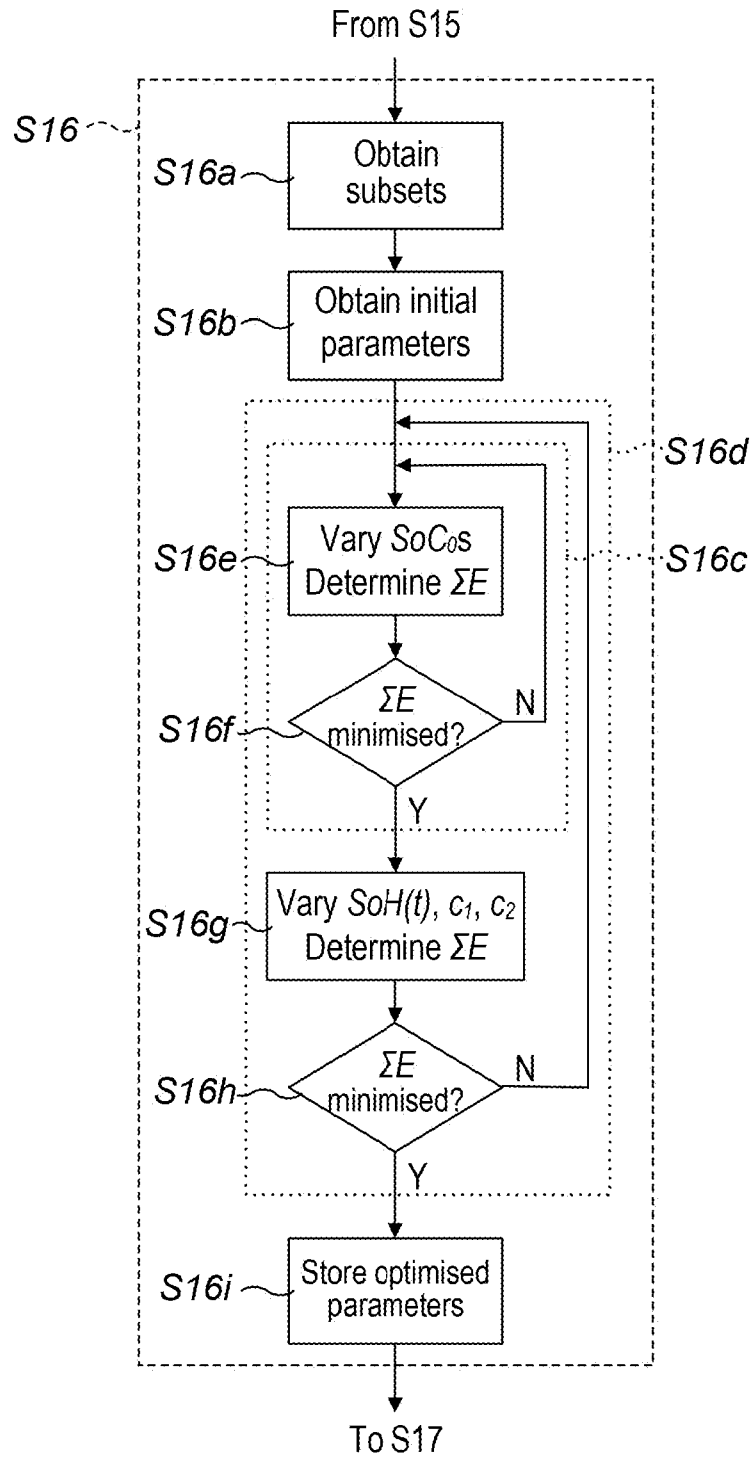 From S15
S16
S16a
Obtain
subsets
S16b
Obtain initial
parameters
S16d
S16c
S16e
Vary SoC₀s
Determine ΣE
S16f
ΣE
minimised?
N
Y
S16g
Vary SoH(t), c₁, c₂
Determine ΣE
S16h
ΣE
minimised?
N
Y
S16i
Store optimised
parameters
To S17